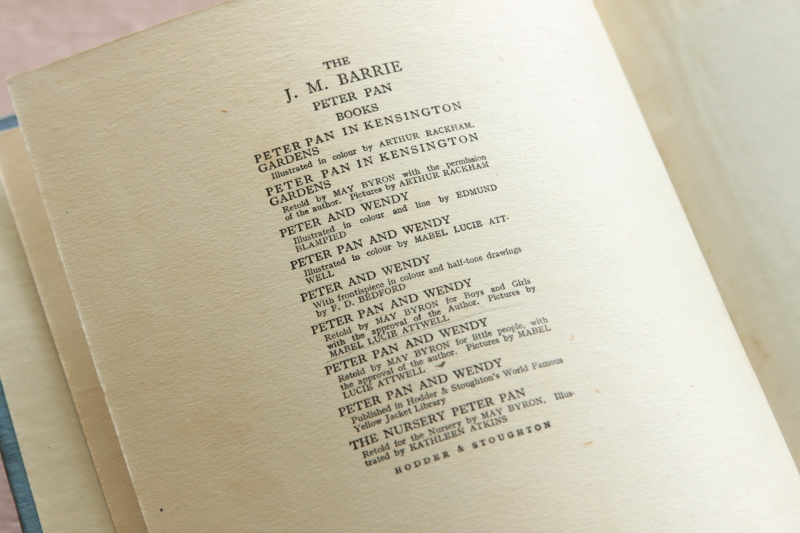 THE
J. M. BARRIE
PETER PAN
BOOKS
PETER PAN IN KENSINGTON
GARDENS
Illustrated in colour by ARTHUR RACKHAM.
PETER PAN IN KENSINGTON
GARDENS
Retold by MAY BYRON with the permission
of the author. Pictures by ARTHUR RACKHAM
PETER AND WENDY
Illustrated in colour and line by EDMUND
BLAMPIED
PETER PAN AND WENDY
Illustrated in colour by MABEL LUCIE ATT-
WELL
PETER AND WENDY
With frontispiece in colour and half-tone drawings
by F. D. BEDFORD
PETER PAN AND WENDY
Retold by MAY BYRON for Boys and Girls
with the approval of the Author. Pictures by
MABEL LUCIE ATTWELL
PETER PAN AND WENDY
Retold by MAY BYRON for little people, with
the approval of the author. Pictures by MABEL
LUCIE ATTWELL
PETER PAN AND WENDY
Published in Hodder & Stoughton's World Famous
Yellow Jacket Library
THE NURSERY PETER PAN
Retold for the Nursery by MAY BYRON. Illus-
trated by KATHLEEN ATKINS
HODDER & STOUGHTON